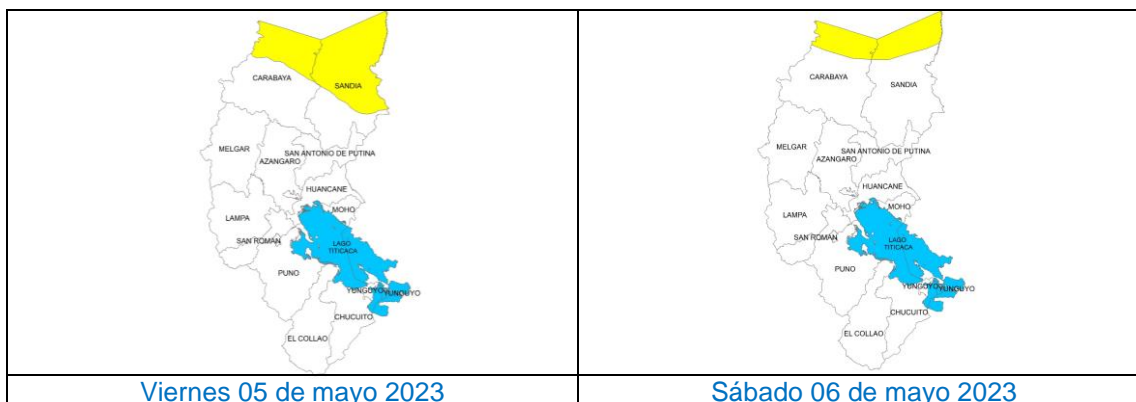 CARABAYA
SANDIA
MELGAR
SAN ANTONIO DE PUTINA
AZANGARO
HUANCANE
MOHO
LAMPA
SAN ROMAN
LAGO
TITICACA
PUNO
YUNGUYO
YUNGUYO
CHUCUITO
EL COLLAO
Viernes 05 de mayo 2023
CARABAYA
SANDIA
MELGAR
SAN ANTONIO DE PUTINA
AZANGARO
HUANCANE
MOHO
LAMPA
SAN ROMAN
LAGO
TITICACA
PUNO
YUNGUYO
YUNGUYO
CHUCUITO
EL COLLAO
Sábado 06 de mayo 2023